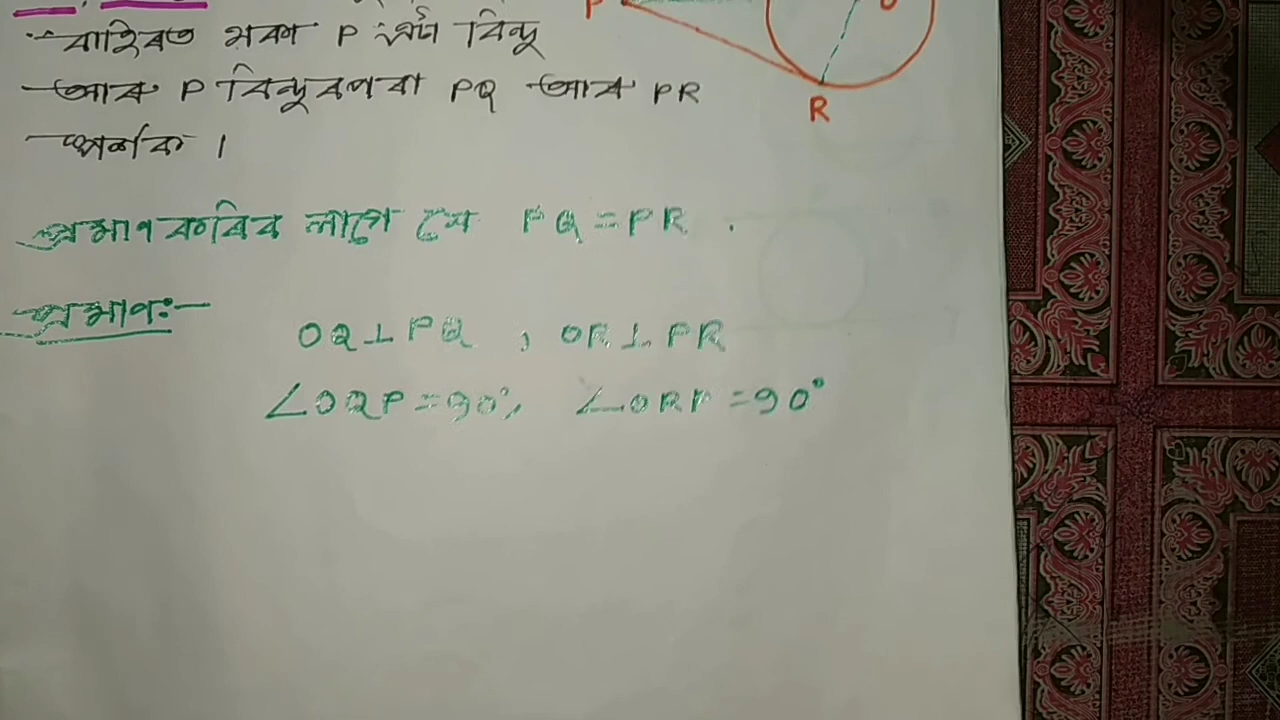 P
বাহিৰত থকা P এটা বিন্দু
আৰু P বিন্দুৰপৰা PQ আৰু PR
R
স্পৰ্শক ।
প্ৰমাণ কৰিব লাগে যে PQ = PR .
প্ৰমাণ:-
OQ⊥PQ , OR⊥PR
∠OQP = 90°, ∠ORP = 90°